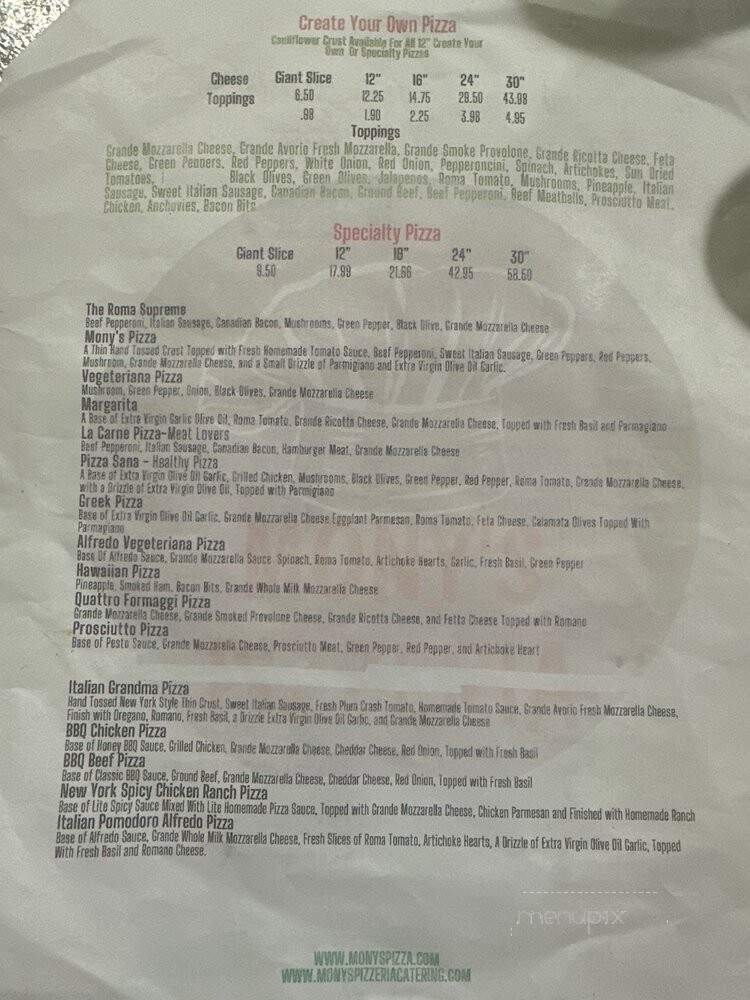 Create Your Own Pizza
Cauliflower Crust Available For All 12" Create Your
Own Or Specialty Pizzas
Cheese Giant Slice 12" 16" 24" 30"
Toppings 6.50 12.25 14.75 28.50 43.98
.98 1.90 2.25 3.98 4.95
Toppings
Grande Mozzarella Cheese, Grande Avorio Fresh Mozzarella, Grande Smoke Provolone, Grande Ricotta Cheese, Feta
Cheese, Green Peppers, Red Peppers, White Onion, Red Onion, Pepperoncini, Spinach, Artichokes, Sun Dried
Tomatoes, Black Olives, Green Olives, Jalapenos, Roma Tomato, Mushrooms, Pineapple, Italian
Sausage, Sweet Italian Sausage, Canadian Bacon, Ground Beef, Beef Pepperoni, Beef Meatballs, Prosciutto Meat,
Chicken, Anchovies, Bacon Bits
Specialty Pizza
Giant Slice 12" 16" 24" 30"
9.50 17.99 21.66 42.95 58.60
The Roma Supreme
Beef Pepperoni, Italian Sausage, Canadian Bacon, Mushrooms, Green Pepper, Black Olive, Grande Mozzarella Cheese
Mony's Pizza
A Thin Hand Tossed Crust Topped with Fresh Homemade Tomato Sauce, Beef Pepperoni, Sweet Italian Sausage, Green Peppers, Red Peppers,
Mushroom, Grande Mozzarella Cheese, and a Small Drizzle of Parmigiano and Extra Virgin Olive Oil Garlic.
Vegeteriana Pizza
Mushroom, Green Pepper, Onion, Black Olives, Grande Mozzarella Cheese
Margarita
A Base of Extra Virgin Garlic Olive Oil, Roma Tomato, Grande Ricotta Cheese, Grande Mozzarella Cheese, Topped with Fresh Basil and Parmagiano
La Carne Pizza-Meat Lovers
Beef Pepperoni, Italian Sausage, Canadian Bacon, Hamburger Meat, Grande Mozzarella Cheese
Pizza Sana - Healthy Pizza
A Base of Extra Virgin Olive Oil Garlic, Grilled Chicken, Mushrooms, Black Olives, Green Pepper, Red Pepper, Roma Tomato, Grande Mozzarella Cheese,
with a Drizzle of Extra Virgin Olive Oil, Topped with Parmigiano
Greek Pizza
Base of Extra Virgin Olive Oil Garlic, Grande Mozzarella Cheese Eggplant Parmesan, Roma Tomato, Feta Cheese, Calamata Olives Topped With
Parmagiano
Alfredo Vegeteriana Pizza
Base Of Alfredo Sauce, Grande Mozzarella Sauce Spinach, Roma Tomato, Artichoke Hearts, Garlic, Fresh Basil, Green Pepper
Hawaiian Pizza
Pineapple, Smoked Ham, Bacon Bits, Grande Whole Milk Mozzarella Cheese
Quattro Formaggi Pizza
Grande Mozzarella Cheese, Grande Smoked Provolone Cheese, Grande Ricotta Cheese, and Fetta Cheese Topped with Romano
Prosciutto Pizza
Base of Pesto Sauce, Grande Mozzarella Cheese, Prosciutto Meat, Green Pepper, Red Pepper, and Artichoke Heart
Italian Grandma Pizza
Hand Tossed New York Style Thin Crust, Sweet Italian Sausage, Fresh Plum Crash Tomato, Homemade Tomato Sauce, Grande Avorio Fresh Mozzarella Cheese,
Finish with Oregano, Romano, Fresh Basil, a Drizzle Extra Virgin Olive Oil Garlic, and Grande Mozzarella Cheese
BBQ Chicken Pizza
Base of Honey BBQ Sauce, Grilled Chicken, Grande Mozzarella Cheese, Cheddar Cheese, Red Onion, Topped with Fresh Basil
BBQ Beef Pizza
Base of Classic BBQ Sauce, Ground Beef, Grande Mozzarella Cheese, Cheddar Cheese, Red Onion, Topped with Fresh Basil
New York Spicy Chicken Ranch Pizza
Base of Lite Spicy Sauce Mixed With Lite Homemade Pizza Sauce, Topped with Grande Mozzarella Cheese, Chicken Parmesan and Finished with Homemade Ranch
Italian Pomodoro Alfredo Pizza
Base of Alfredo Sauce, Grande Whole Milk Mozzarella Cheese, Fresh Slices of Roma Tomato, Artichoke Hearts, A Drizzle of Extra Virgin Olive Oil Garlic, Topped
With Fresh Basil and Romano Cheese.
menupix
WWW.MONYSPIZZA.COM
WWW.MONYSPIZZERIACATERING.COM